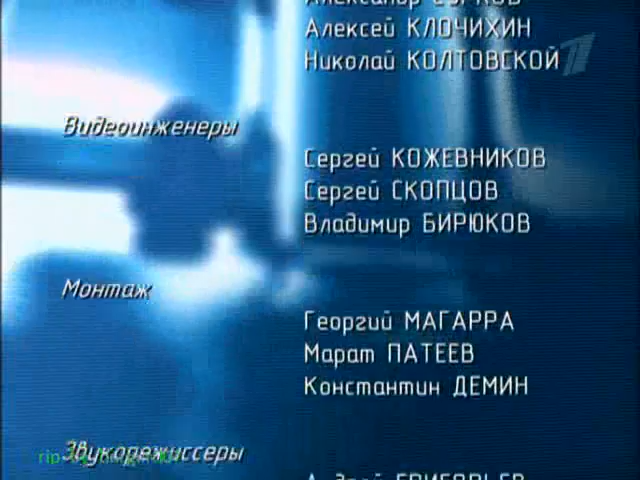 Алексей КЛОЧИХИН
Николай КОЛТОВСКОЙ
Видеоинженеры
Сергей КОЖЕВНИКОВ
Сергей СКОПЦОВ
Владимир БИРЮКОВ
Монтаж
Георгий МАГАРРА
Марат ПАТЕЕВ
Константин ДЕМИН
Звукорежиссеры